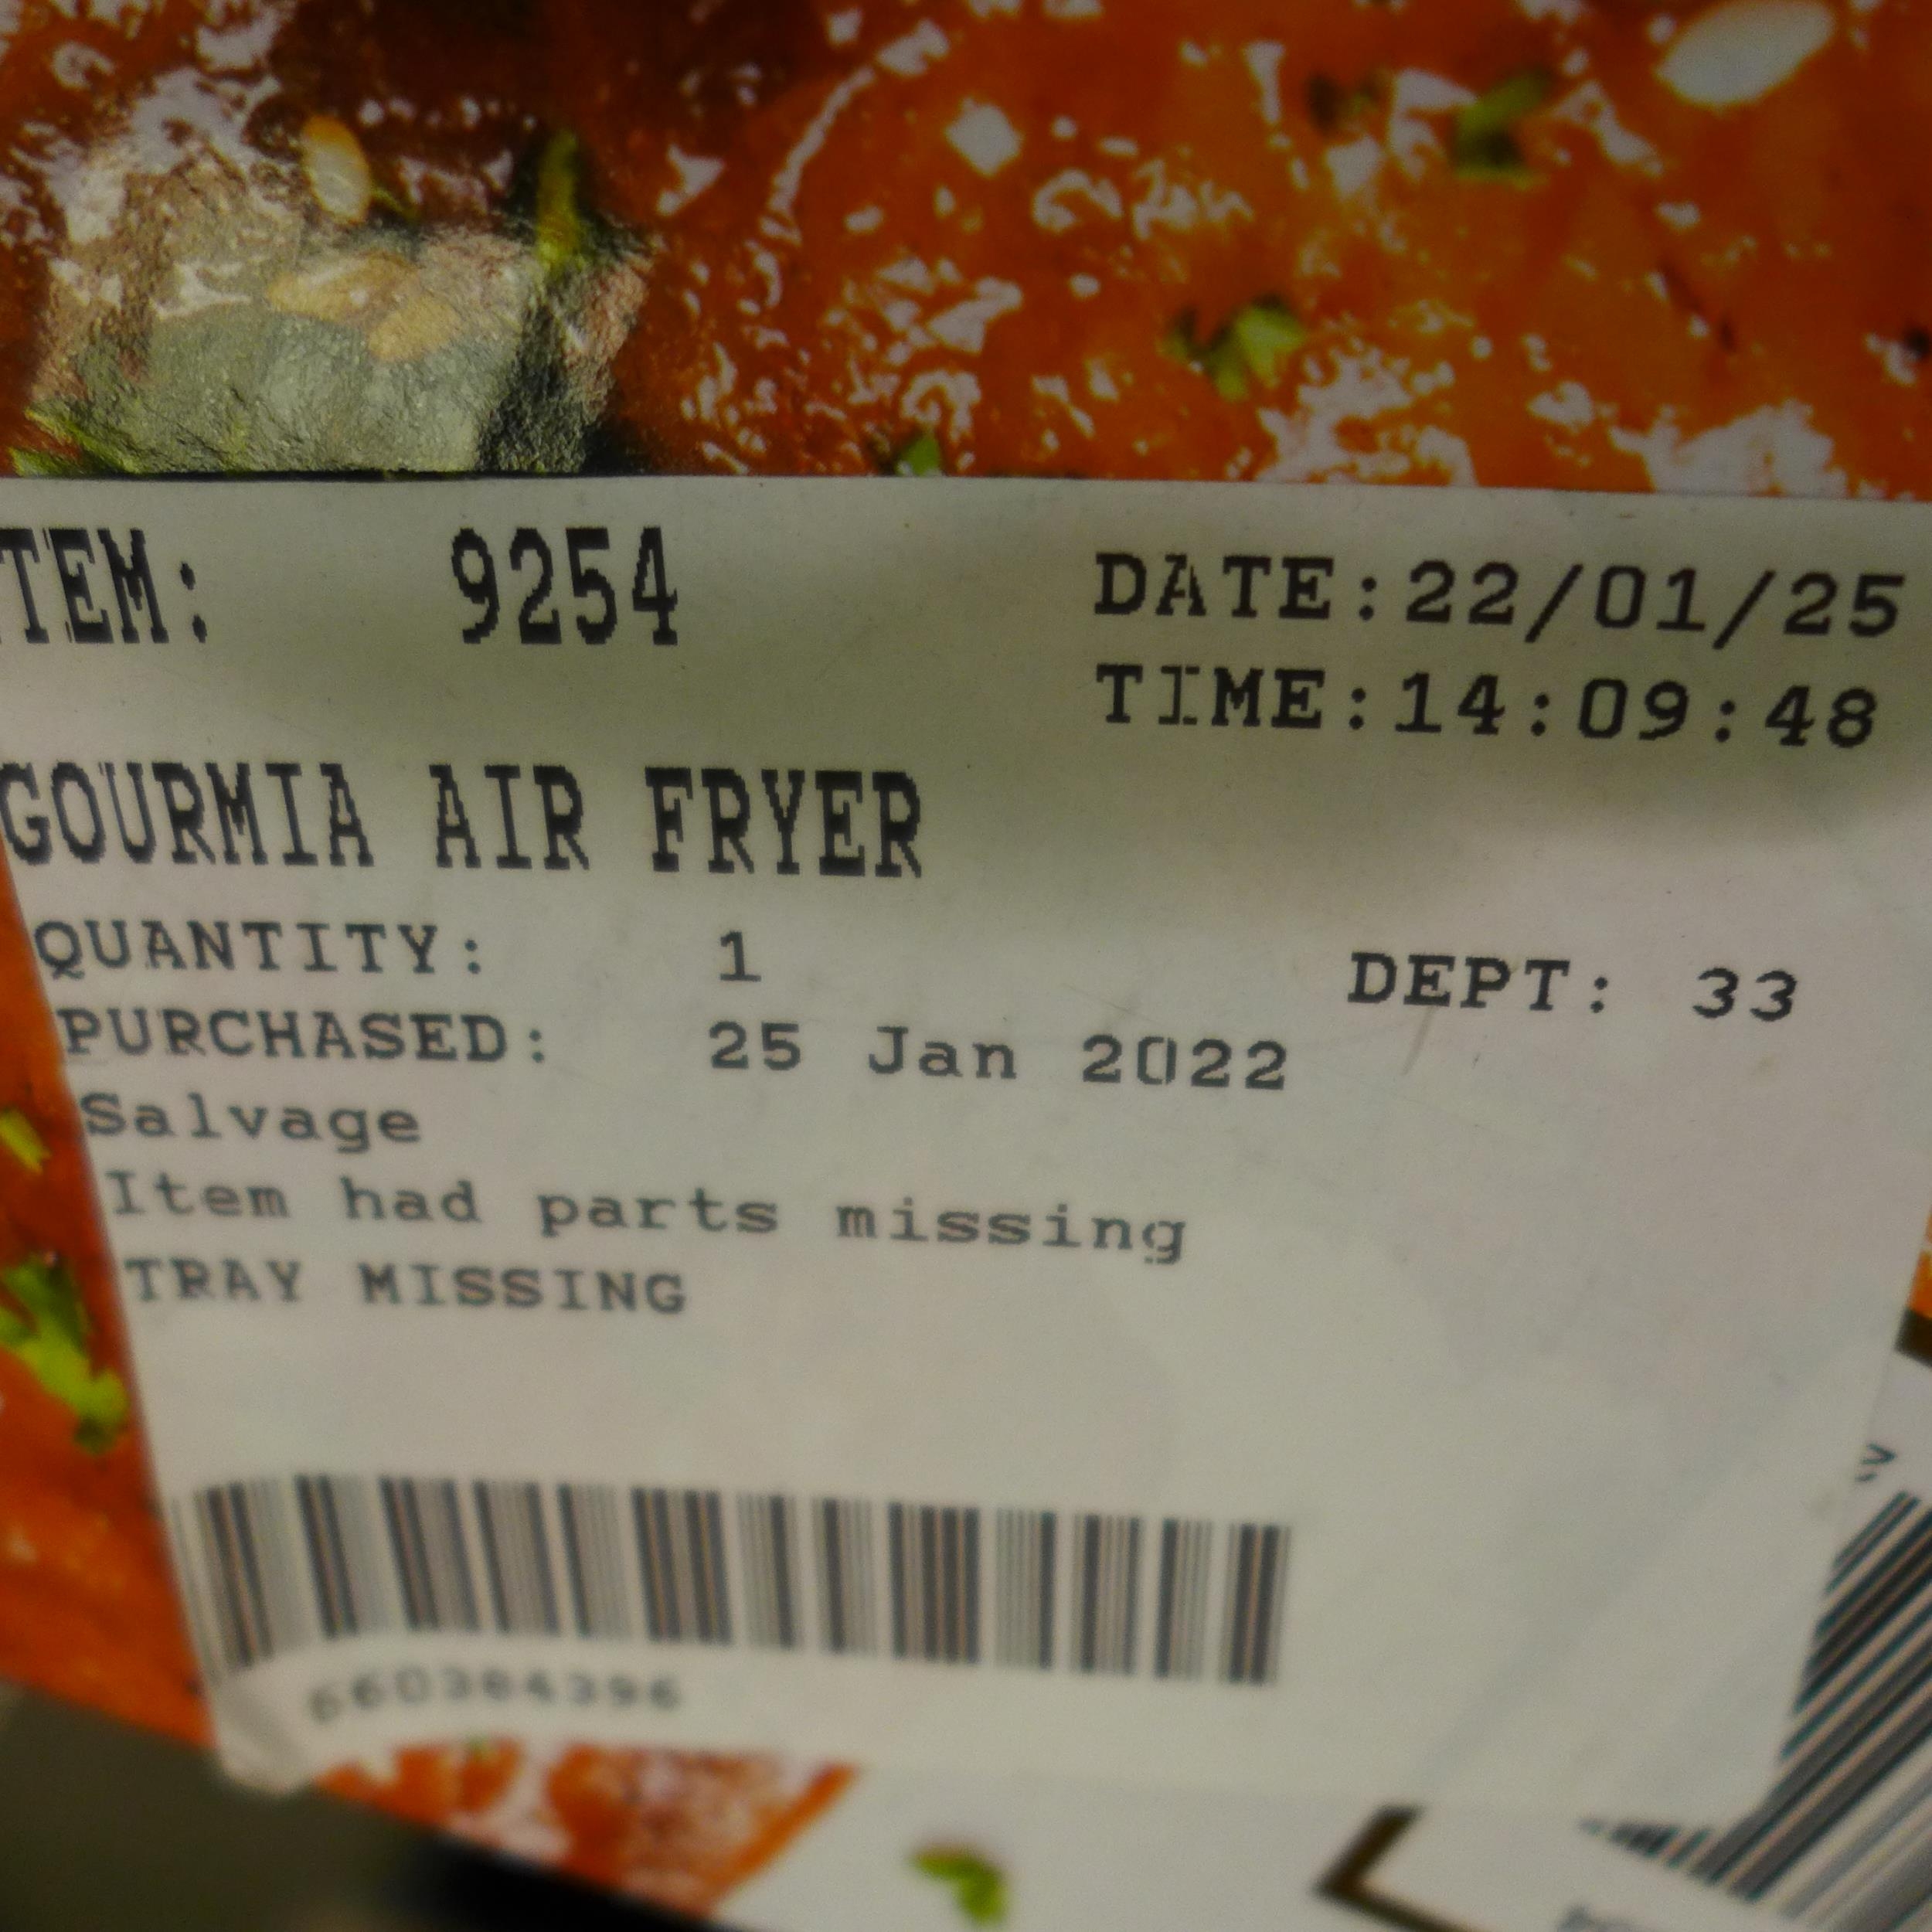 TEM: 9254
DATE:22/01/25
TIME:14:09:48
GOURMIA AIR FRYER
QUANTITY: 1
DEPT: 33
PURCHASED: 25 Jan 2022
Salvage
Item had parts missing
TRAY MISSING